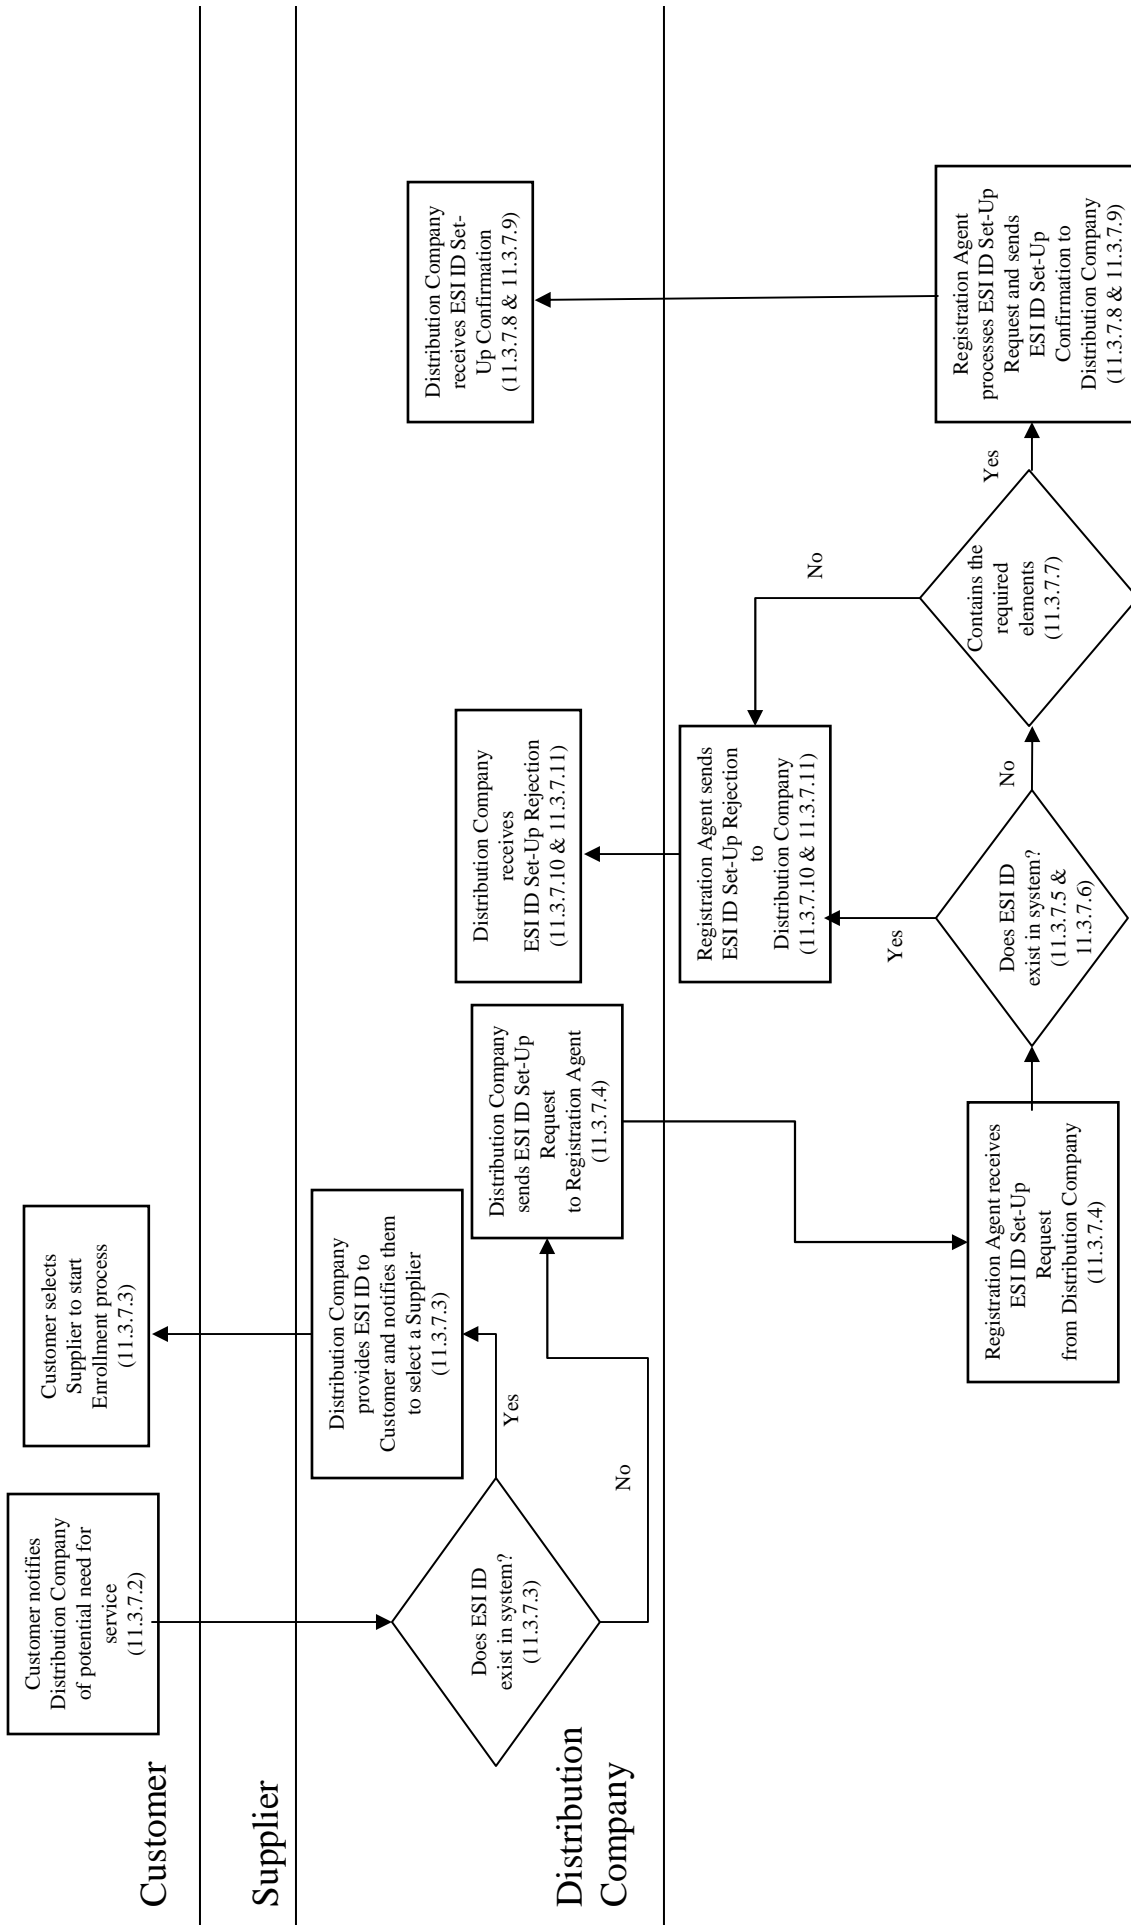 Customer
Customer notifies
Distribution Company
of potential need for
service
(11.3.7.2)
Customer selects
Supplier to start
Enrollment process
(11.3.7.3)
Supplier
Distribution
Company
Does ESI ID
exist in system?
(11.3.7.3)
Yes
No
Distribution Company
provides ESI ID to
Customer and notifies them
to select a Supplier
(11.3.7.3)
Distribution Company
sends ESI ID Set-Up
Request
to Registration Agent
(11.3.7.4)
Distribution Company
receives
ESI ID Set-Up Rejection
(11.3.7.10 & 11.3.7.11)
Distribution Company
receives ESI ID Set-
Up Confirmation
(11.3.7.8 & 11.3.7.9)
Registration Agent receives
ESI ID Set-Up
Request
from Distribution Company
(11.3.7.4)
Does ESI ID
exist in system?
(11.3.7.5 &
11.3.7.6)
Yes
No
Registration Agent sends
ESI ID Set-Up Rejection
to
Distribution Company
(11.3.7.10 & 11.3.7.11)
Contains the
required
elements
(11.3.7.7)
No
Yes
Registration Agent
processes ESI ID Set-Up
Request and sends
ESI ID Set-Up
Confirmation to
Distribution Company
(11.3.7.8 & 11.3.7.9)